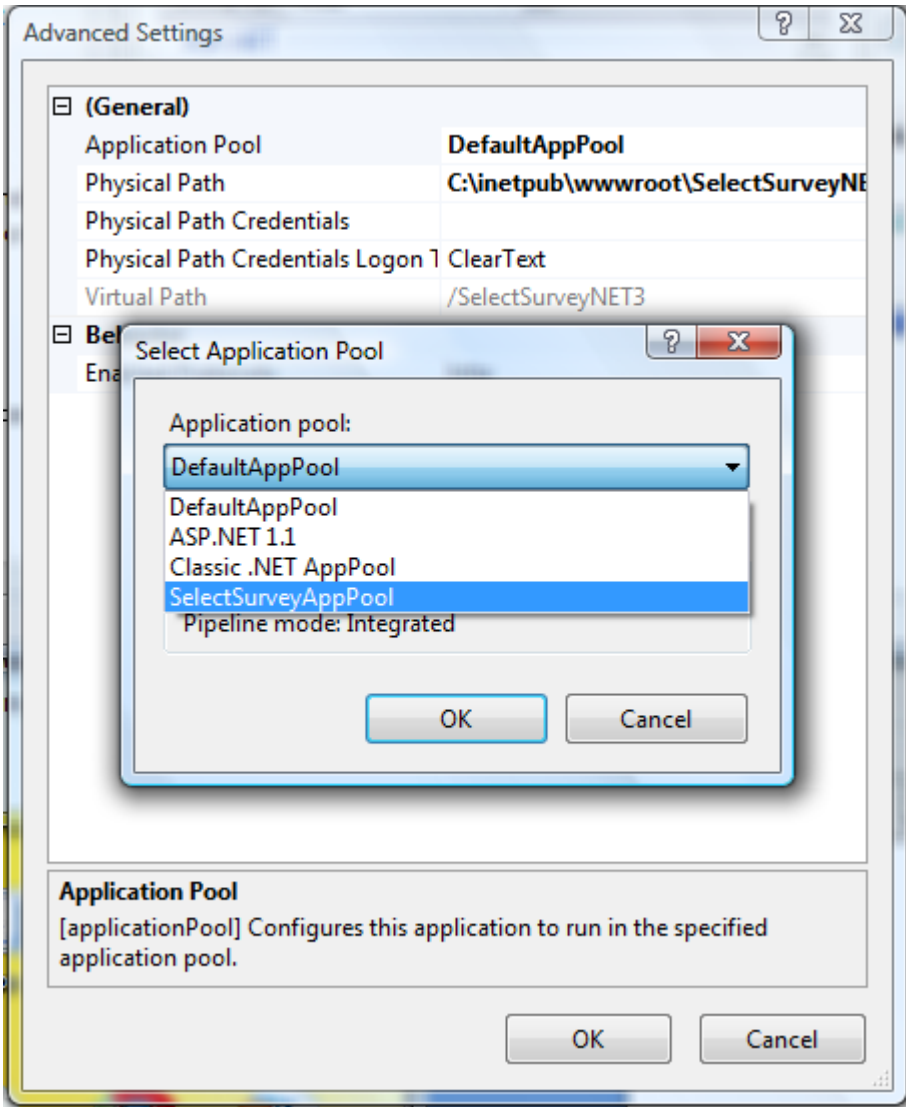 Advanced Settings
(General)
Application Pool DefaultAppPool
Physical Path C:\inetpub\wwwroot\SelectSurveyNE
Physical Path Credentials
Physical Path Credentials Logon T ClearText
Virtual Path /SelectSurveyNET3
Be
Select Application Pool
Ena
Application pool:
DefaultAppPool
DefaultAppPool
ASP.NET 1.1
Classic .NET AppPool
SelectSurveyAppPool
Pipeline mode: Integrated
OK Cancel
Application Pool
[applicationPool] Configures this application to run in the specified
application pool.
OK Cancel